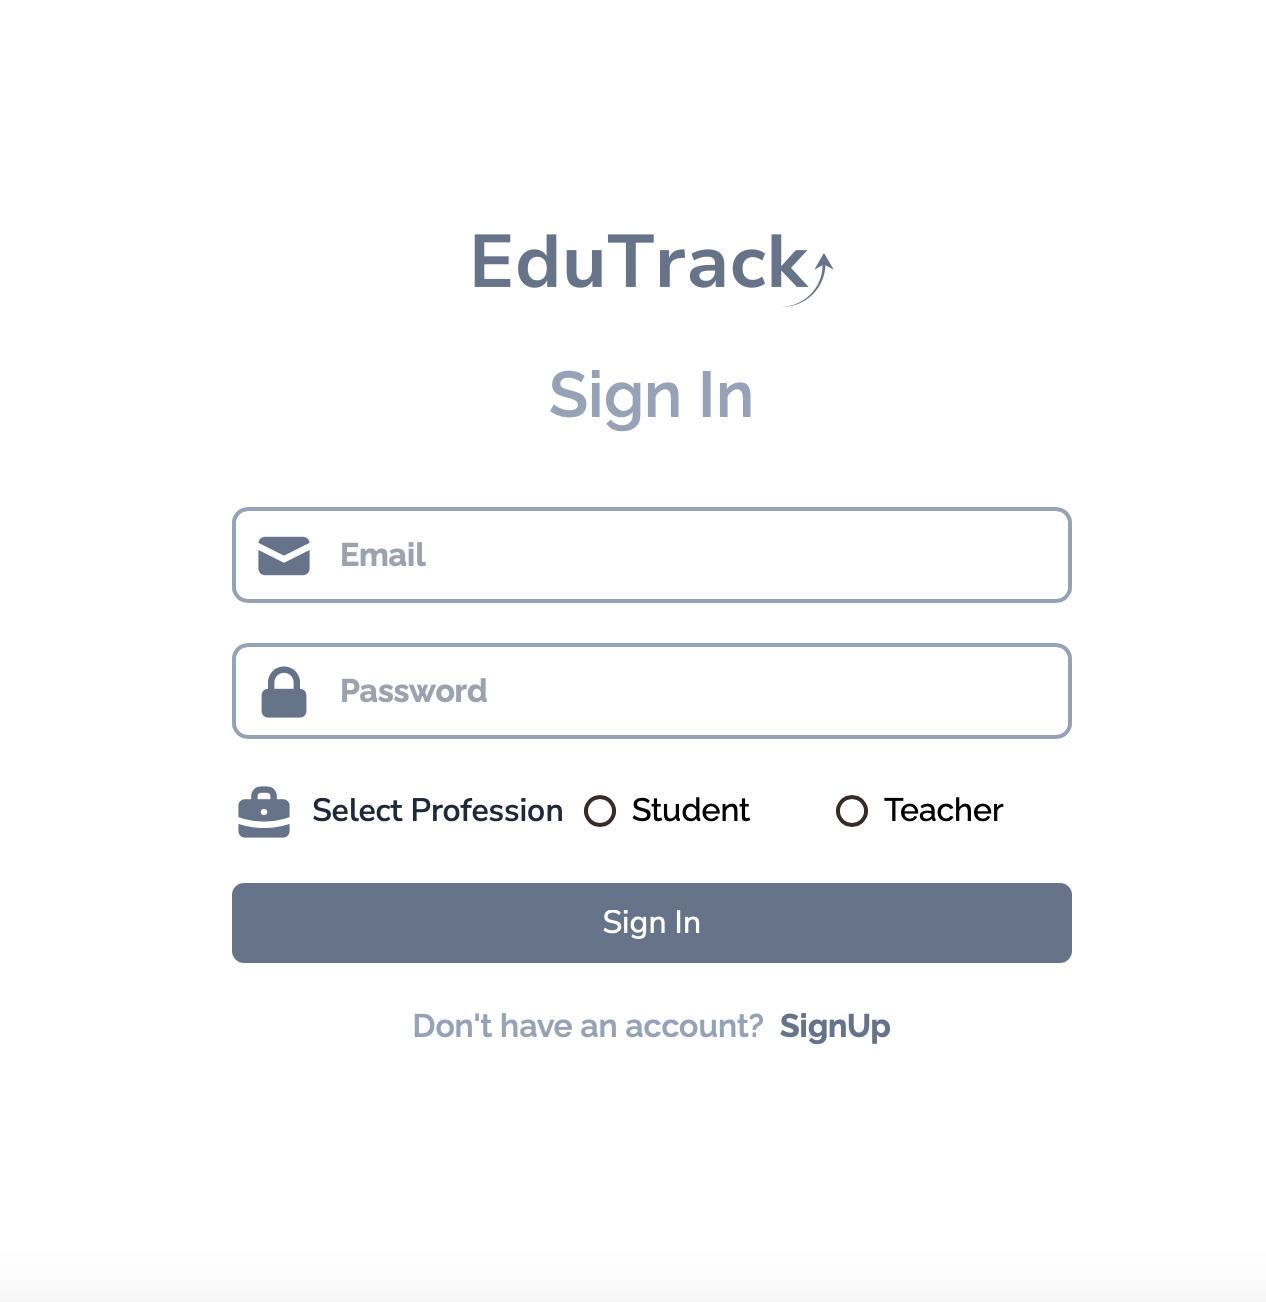 EduTrack
Sign In
Email
Password
Select Profession Student Teacher
Sign In
Don't have an account? SignUp